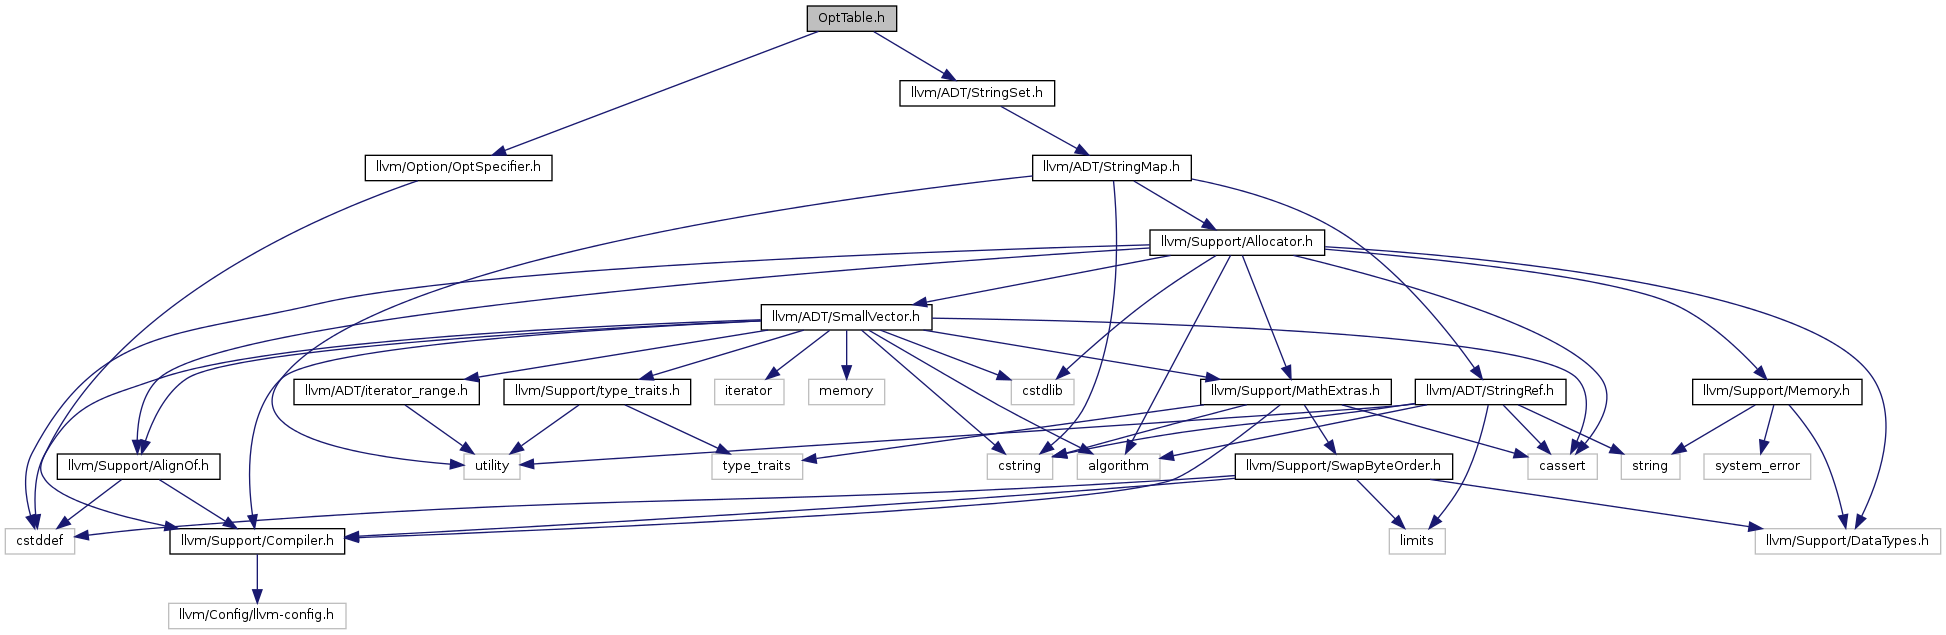 OptTable.h
llvm/ADT/StringSet.h
llvm/Option/OptSpecifier.h
llvm/ADT/StringMap.h
llvm/Support/Allocator.h
llvm/ADT/SmallVector.h
llvm/ADT/iterator_range.h
llvm/Support/type_traits.h
iterator
memory
cstdlib
llvm/Support/MathExtras.h
llvm/ADT/StringRef.h
llvm/Support/Memory.h
llvm/Support/AlignOf.h
utility
type_traits
cstring
algorithm
llvm/Support/SwapByteOrder.h
cassert
string
system_error
cstddef
llvm/Support/Compiler.h
limits
llvm/Support/DataTypes.h
llvm/Config/llvm-config.h